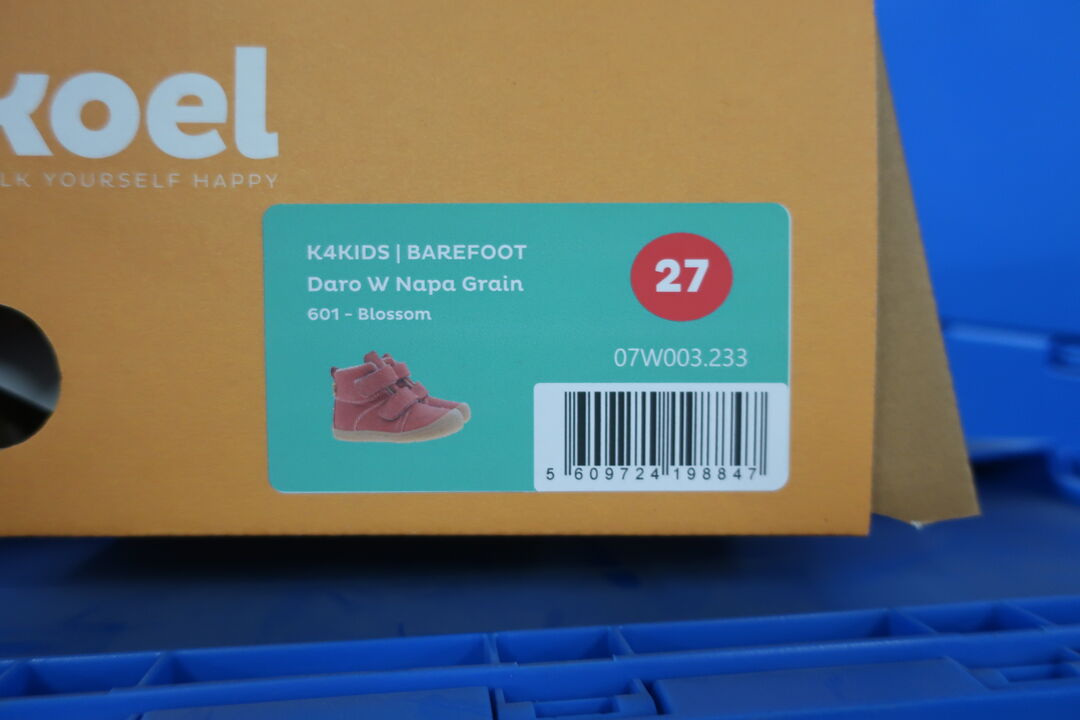 koel
LK YOURSELF HAPPY
K4KIDS | BAREFOOT
Daro W Napa Grain
601 - Blossom
27
07W003.233
5 609724 198847